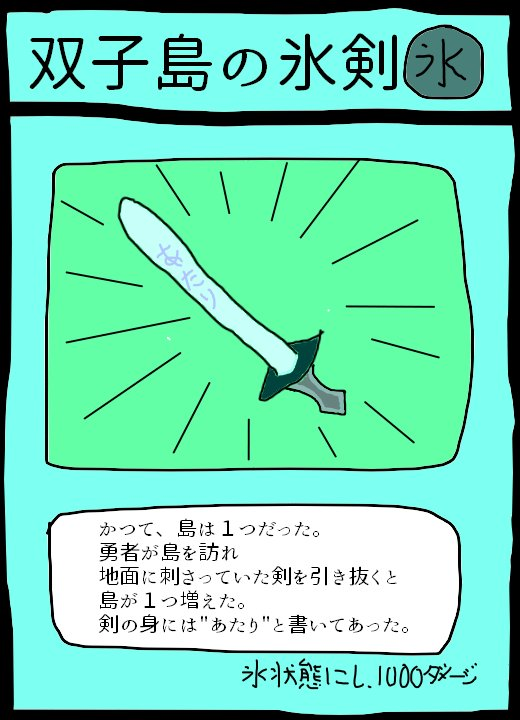 双子島の氷剣
氷
あたり
かつて、島は１つだった。
勇者が島を訪れ
地面に刺さっていた剣を引き抜くと
島が１つ増えた。
剣の身には"あたり"と書いてあった。
氷状態にし、1000ダメージ